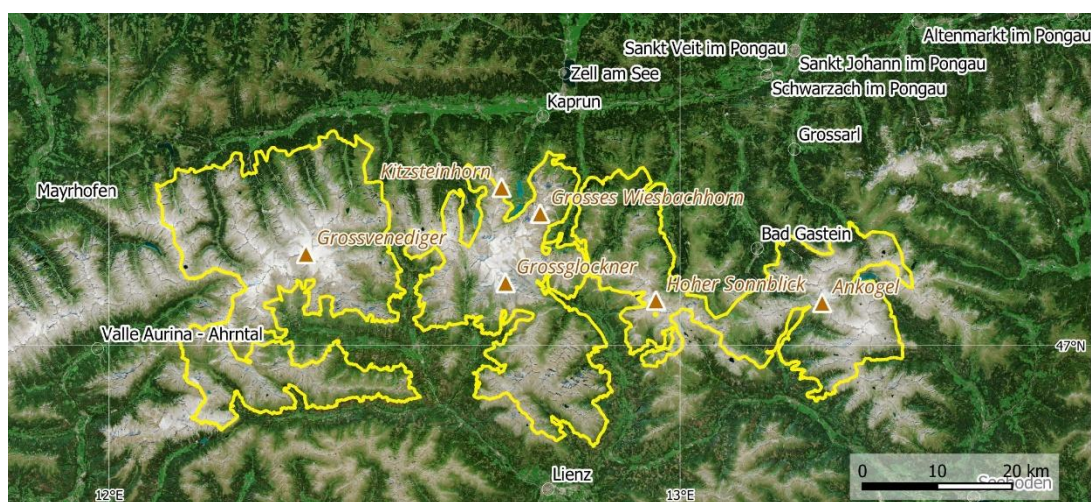 Altenmarkt im Pongau
Sankt Veit im Pongau
Sankt Johann im Pongau
Zell am See
Schwarzach im Pongau
Kaprun
Grossarl
Mayrhofen
Kitzsteinhorn
Grosses Wiesbachhorn
Bad Gastein
Grossvenediger
Grossglockner
Hoher Sonnblick
Ankogel
Valle Aurina - Ahrntal
47°N
Lienz
0 10 20 km
Seeboden
12°E
13°E